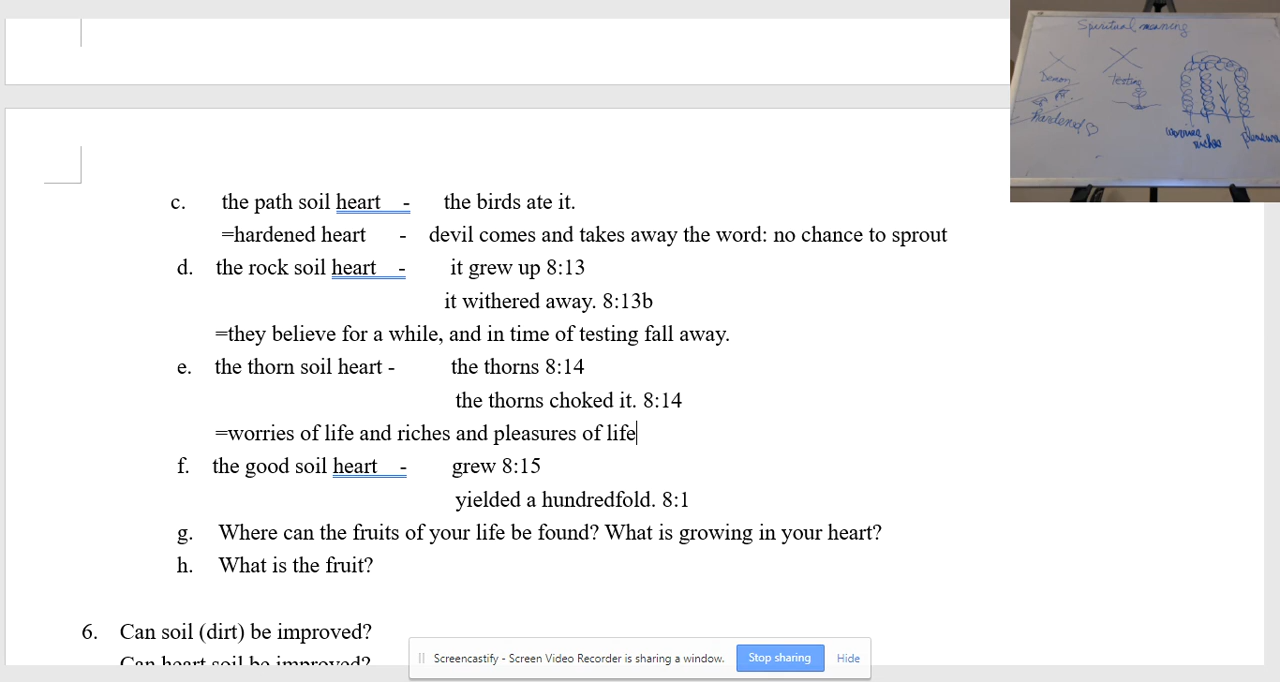 Spiritual meaning
Demon
Testing
hardened
worries
riches
c. the path soil heart - the birds ate it.
=hardened heart - devil comes and takes away the word: no chance to sprout
d. the rock soil heart - it grew up 8:13
it withered away. 8:13b
=they believe for a while, and in time of testing fall away.
e. the thorn soil heart - the thorns 8:14
the thorns choked it. 8:14
=worries of life and riches and pleasures of life
f. the good soil heart - grew 8:15
yielded a hundredfold. 8:1
g. Where can the fruits of your life be found? What is growing in your heart?
h. What is the fruit?
6. Can soil (dirt) be improved?
Can heart soil be improved?
Screencastify - Screen Video Recorder is sharing a window. Stop sharing Hide